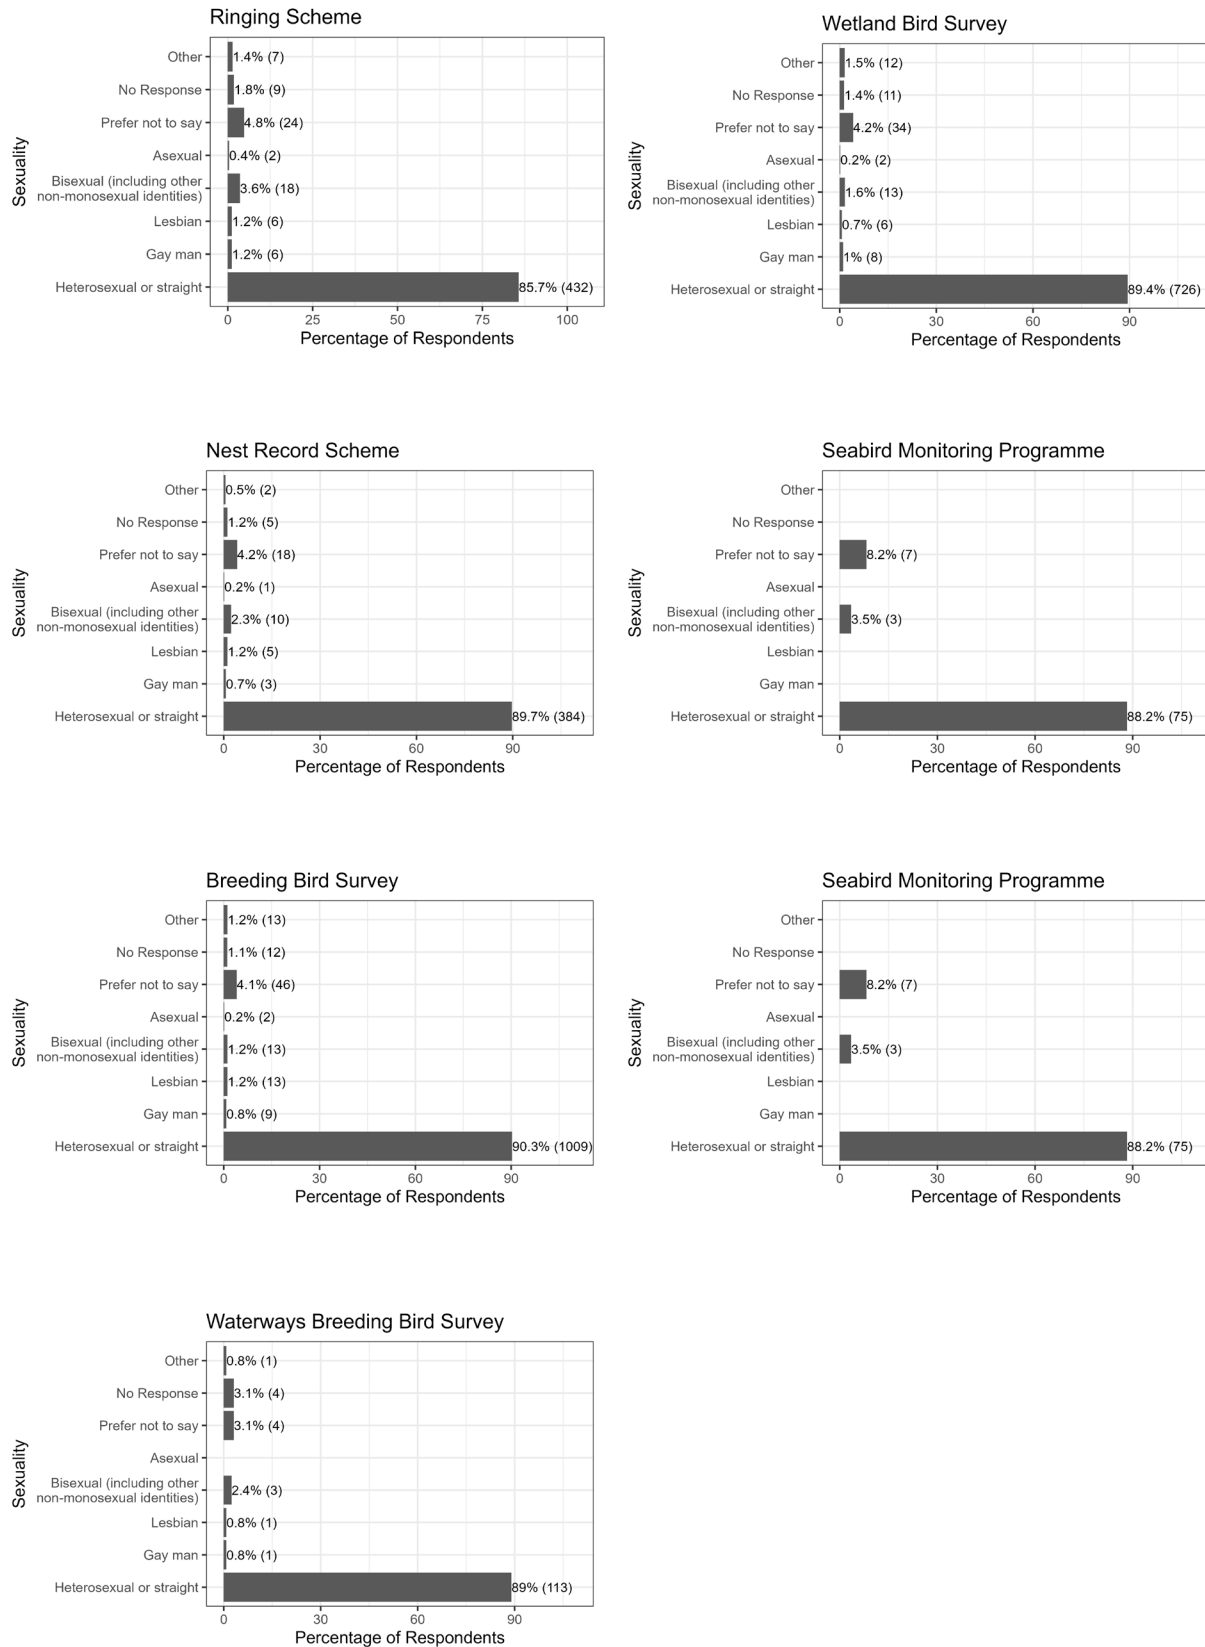 Ringing Scheme
Sexuality
Other
1.4% (7)
No Response
1.8% (9)
Prefer not to say
4.8% (24)
Asexual
0.4% (2)
Bisexual (including other
non-monosexual identities)
3.6% (18)
Lesbian
1.2% (6)
Gay man
1.2% (6)
Heterosexual or straight
85.7% (432)
0 25 50 75 100
Percentage of Respondents
Wetland Bird Survey
Sexuality
Other
1.5% (12)
No Response
1.4% (11)
Prefer not to say
4.2% (34)
Asexual
0.2% (2)
Bisexual (including other
non-monosexual identities)
1.6% (13)
Lesbian
0.7% (6)
Gay man
1% (8)
Heterosexual or straight
89.4% (726)
0 30 60 90
Percentage of Respondents
Nest Record Scheme
Sexuality
Other
0.5% (2)
No Response
1.2% (5)
Prefer not to say
4.2% (18)
Asexual
0.2% (1)
Bisexual (including other
non-monosexual identities)
2.3% (10)
Lesbian
1.2% (5)
Gay man
0.7% (3)
Heterosexual or straight
89.7% (384)
0 30 60 90
Percentage of Respondents
Seabird Monitoring Programme
Sexuality
Other
No Response
Prefer not to say
8.2% (7)
Asexual
Bisexual (including other
non-monosexual identities)
3.5% (3)
Lesbian
Gay man
Heterosexual or straight
88.2% (75)
0 30 60 90
Percentage of Respondents
Breeding Bird Survey
Sexuality
Other
1.2% (13)
No Response
1.1% (12)
Prefer not to say
4.1% (46)
Asexual
0.2% (2)
Bisexual (including other
non-monosexual identities)
1.2% (13)
Lesbian
1.2% (13)
Gay man
0.8% (9)
Heterosexual or straight
90.3% (1009)
0 30 60 90
Percentage of Respondents
Seabird Monitoring Programme
Sexuality
Other
No Response
Prefer not to say
8.2% (7)
Asexual
Bisexual (including other
non-monosexual identities)
3.5% (3)
Lesbian
Gay man
Heterosexual or straight
88.2% (75)
0 30 60 90
Percentage of Respondents
Waterways Breeding Bird Survey
Sexuality
Other
0.8% (1)
No Response
3.1% (4)
Prefer not to say
3.1% (4)
Asexual
Bisexual (including other
non-monosexual identities)
2.4% (3)
Lesbian
0.8% (1)
Gay man
0.8% (1)
Heterosexual or straight
89% (113)
0 30 60 90
Percentage of Respondents